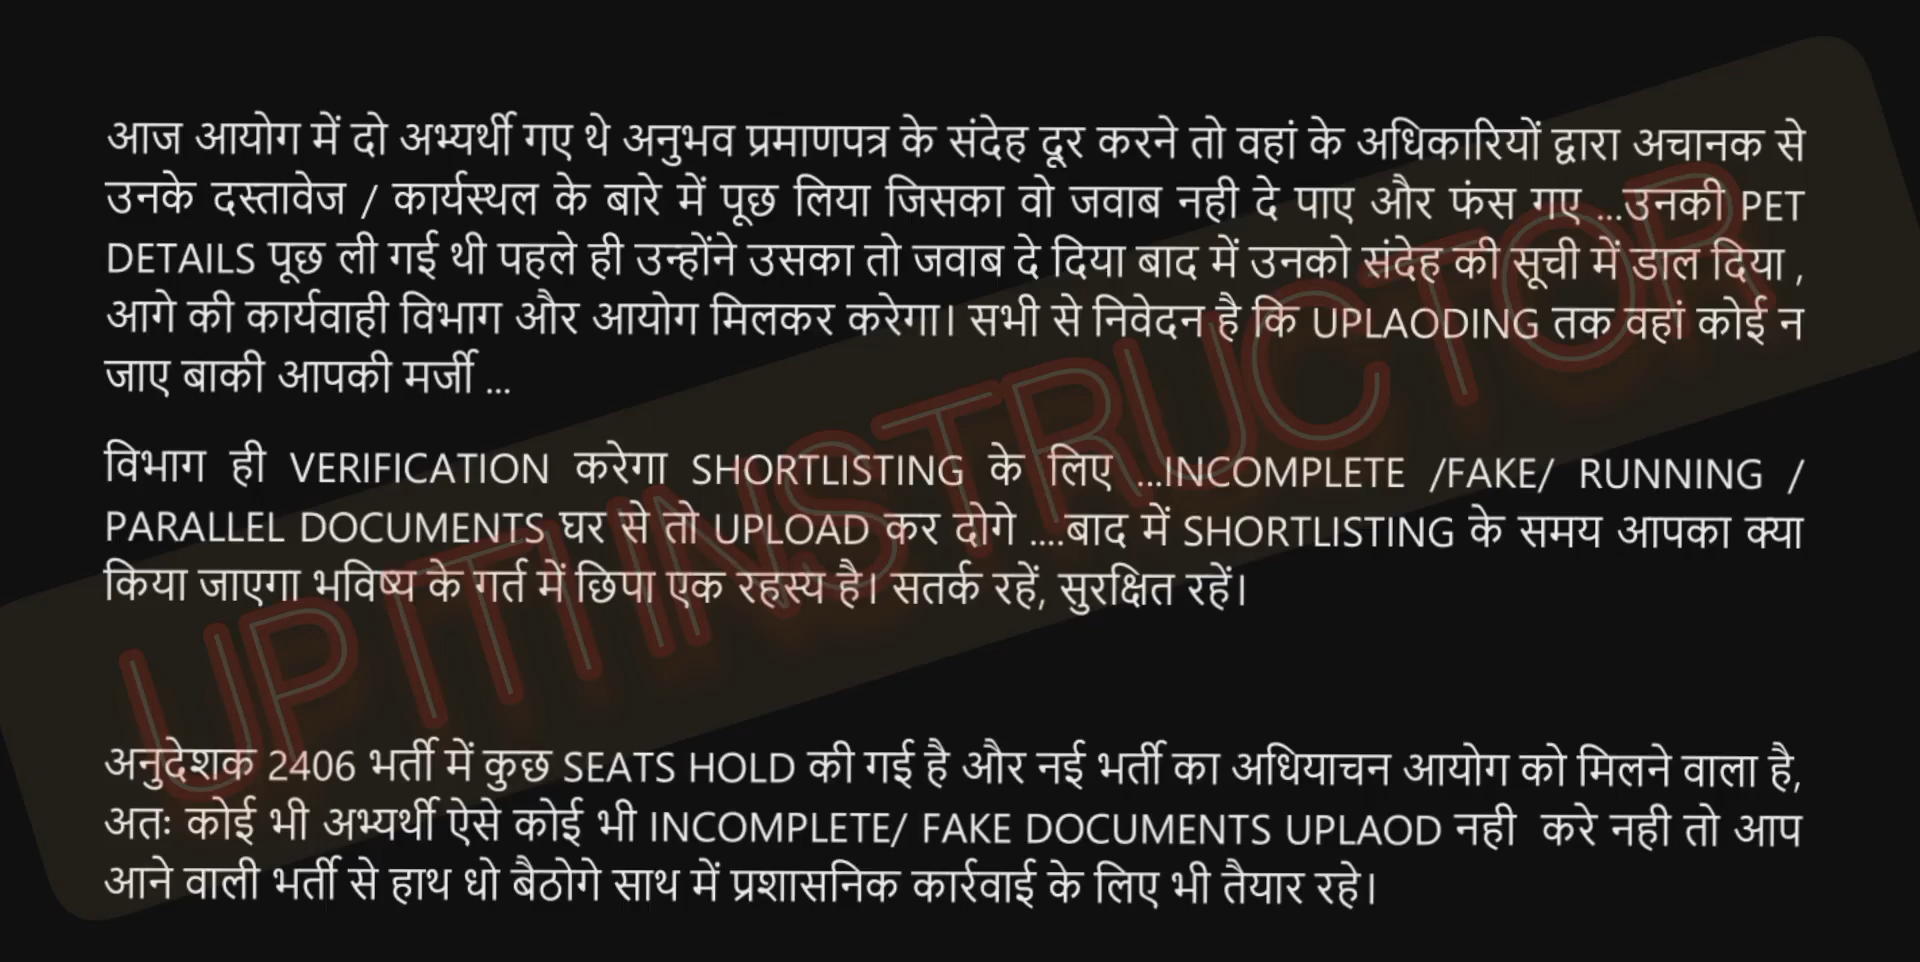 आज आयोग में दो अभ्यर्थी गए थे अनुभव प्रमाणपत्र के संदेह दूर करने तो वहां के अधिकारियों द्वारा अचानक से
उनके दस्तावेज / कार्यस्थल के बारे में पूछ लिया जिसका वो जवाब नही दे पाए और फंस गए ...उनकी PET
DETAILS पूछ ली गई थी पहले ही उन्होंने उसका तो जवाब दे दिया बाद में उनको संदेह की सूची में डाल दिया ,
आगे की कार्यवाही विभाग और आयोग मिलकर करेगा। सभी से निवेदन है कि UPLAODING तक वहां कोई न
जाए बाकी आपकी मर्जी ...
विभाग ही VERIFICATION करेगा SHORTLISTING के लिए ...INCOMPLETE /FAKE/ RUNNING /
PARALLEL DOCUMENTS घर से तो UPLOAD कर दोगे ....बाद में SHORTLISTING के समय आपका क्या
किया जाएगा भविष्य के गर्त में छिपा एक रहस्य है। सतर्क रहें, सुरक्षित रहें।
अनुदेशक 2406 भर्ती में कुछ SEATS HOLD की गई है और नई भर्ती का अधियाचन आयोग को मिलने वाला है,
अतः कोई भी अभ्यर्थी ऐसे कोई भी INCOMPLETE/ FAKE DOCUMENTS UPLAOD नही करे नही तो आप
आने वाली भर्ती से हाथ धो बैठोगे साथ में प्रशासनिक कार्रवाई के लिए भी तैयार रहे।
UP ITI INSTRUCTOR